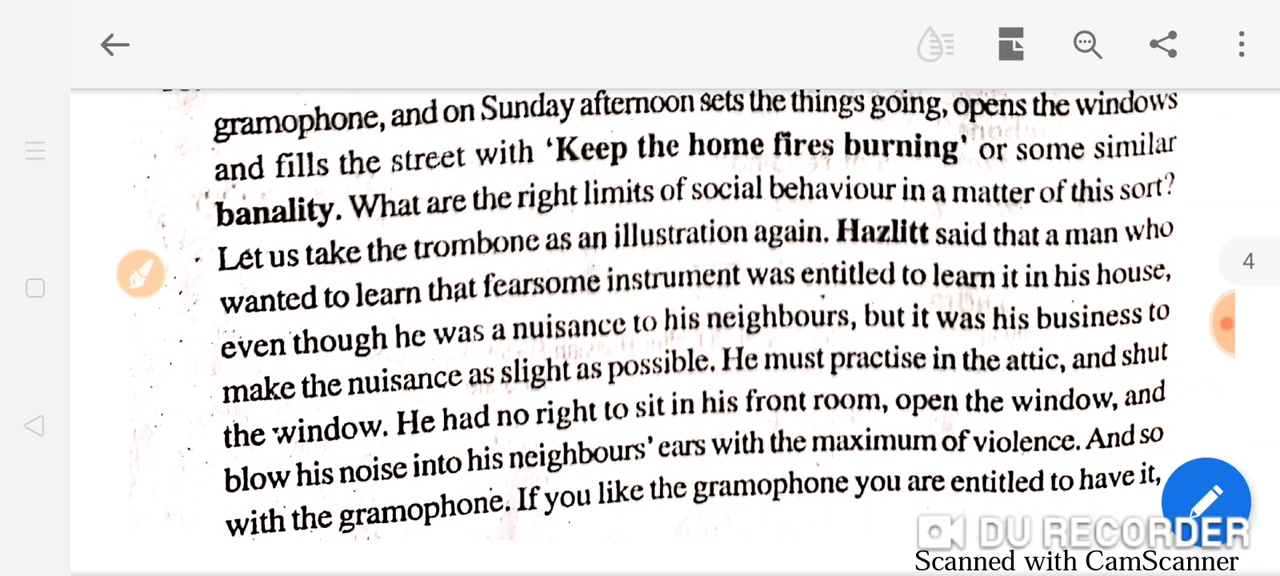 gramophone, and on Sunday afternoon sets the things going, opens the windows
and fills the street with ‘Keep the home fires burning’ or some similar
banality. What are the right limits of social behaviour in a matter of this sort?
Let us take the trombone as an illustration again. Hazlitt said that a man who
wanted to learn that fearsome instrument was entitled to learn it in his house,
even though he was a nuisance to his neighbours, but it was his business to
make the nuisance as slight as possible. He must practise in the attic, and shut
the window. He had no right to sit in his front room, open the window, and
blow his noise into his neighbours’ ears with the maximum of violence. And so
with the gramophone. If you like the gramophone you are entitled to have it,
4
DU RECORDER
Scanned with CamScanner